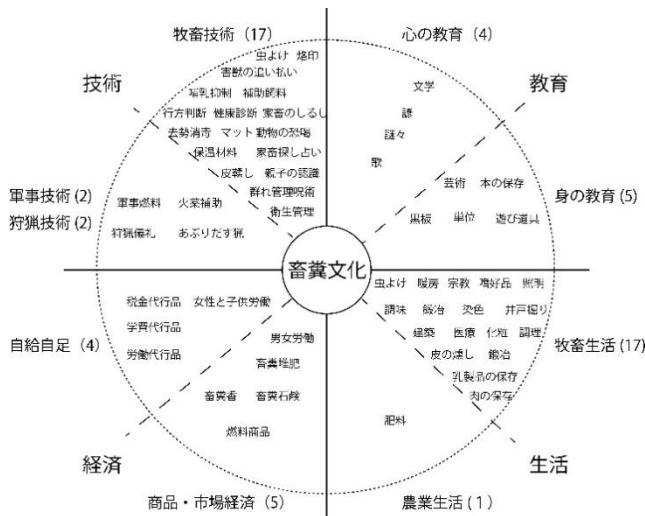 牧畜技術（17）
心の教育（4）
技術
教育
虫よけ 烙印
害獣の追い払い
哺乳抑制 補助飼料
行方判断 健康診断 家畜のしるし
去勢消毒 マット 動物の恐喝
保温材料 家畜探し占い
皮鞣し 親子の認識
群れ管理呪術
衛生管理
文学
諺
謎々
歌
芸術 本の保存
黒板 単位 遊び道具
身の教育（5）
軍事技術（2）
狩猟技術（2）
軍事燃料 火薬補助
狩猟儀礼 あぶりだす猟
畜糞文化
税金代行品 女性と子供労働
学費代行品
労働代行品
自給自足（4）
男女労働
畜糞堆肥
畜糞香 畜糞石鹸
燃料商品
虫よけ 暖房 宗教 嗜好品 照明
調味 鍛冶 染色 井戸掘り
建築 医療 化粧 調理
皮の燻し 鍛冶
乳製品の保存
肉の保存
牧畜生活（17）
肥料
経済
生活
商品・市場経済（5）
農業生活（1）